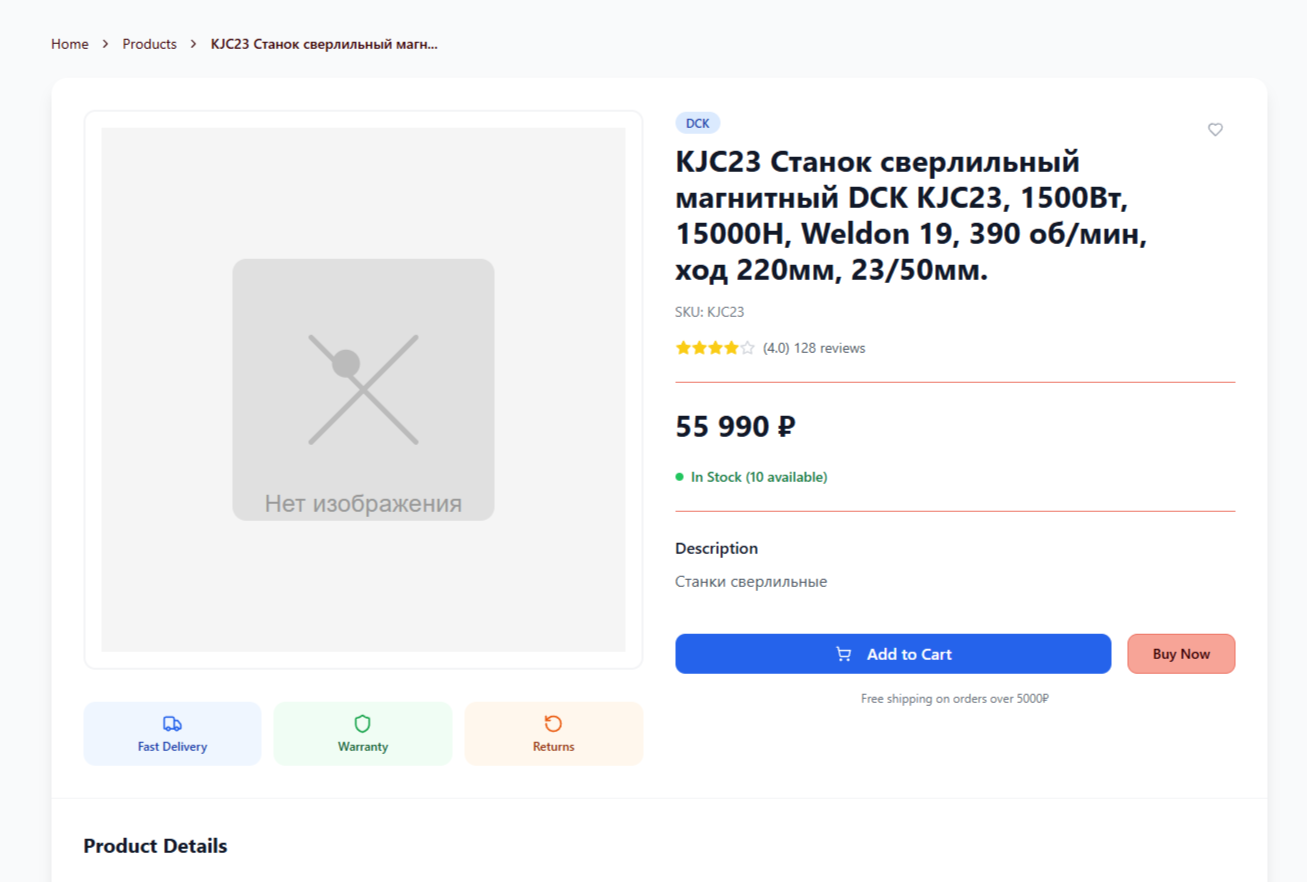 Home > Products > KJC23 Станок сверлильный магн...
DCK
KJC23 Станок сверлильный
магнитный DCK KJC23, 1500Вт,
15000Н, Weldon 19, 390 об/мин,
ход 220мм, 23/50мм.
SKU: KJC23
(4.0) 128 reviews
55 990 ₽
In Stock (10 available)
Description
Станки сверлильные
Add to Cart
Buy Now
Free shipping on orders over 5000₽
Нет изображения
Fast Delivery
Warranty
Returns
Product Details